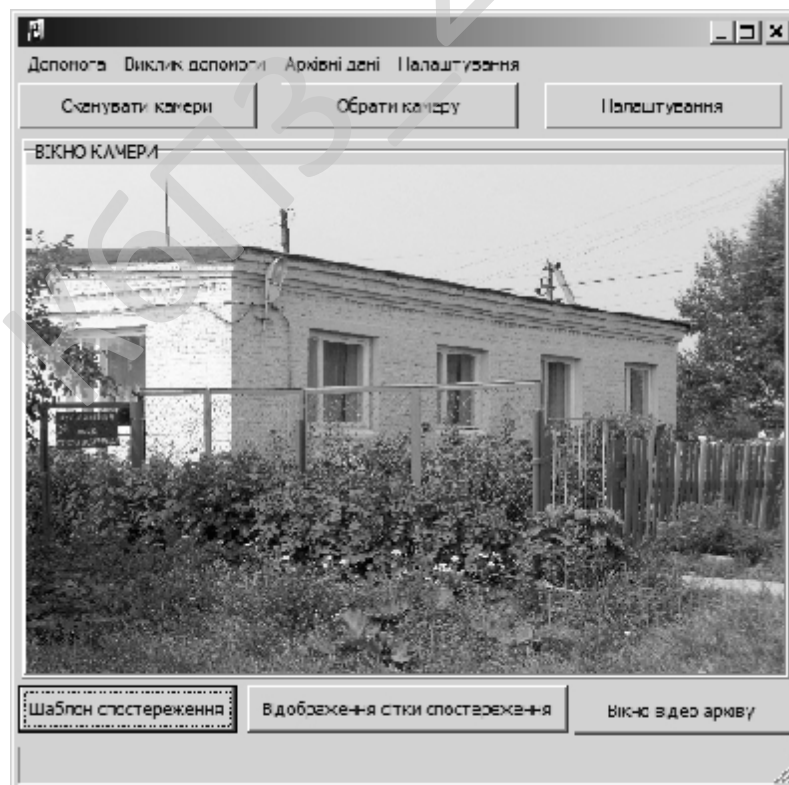 Допомога Виклик допомоги Архівні дані Налаштування
Сканувати камери Обрати камеру Налаштування
ВІКНО КАМЕРИ
Шаблон спостереження Відображення сітки спостереження Вікно відео архіву
КБПЗ_2